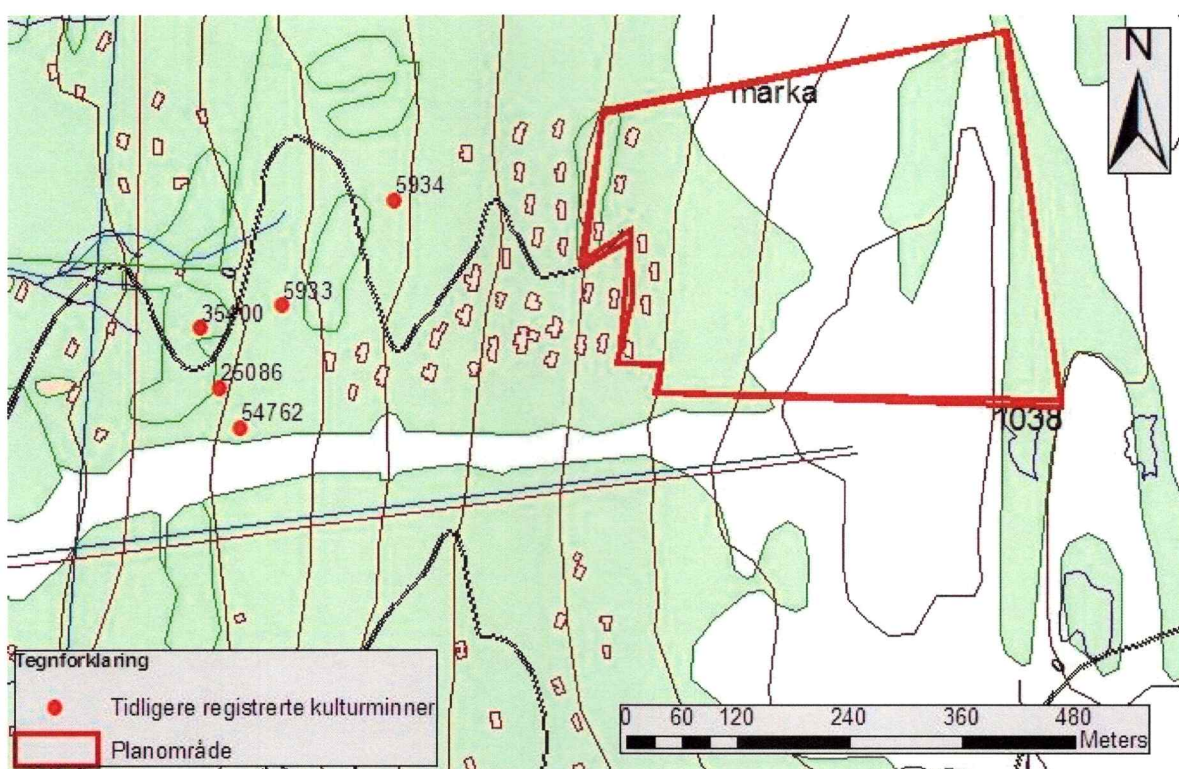 N
marka
5934
5933
35400
25086
54762
1038
Tegnforklaring
Tidligere registrerte kulturminner
Planområde
0 60 120 240 360 480
Meters